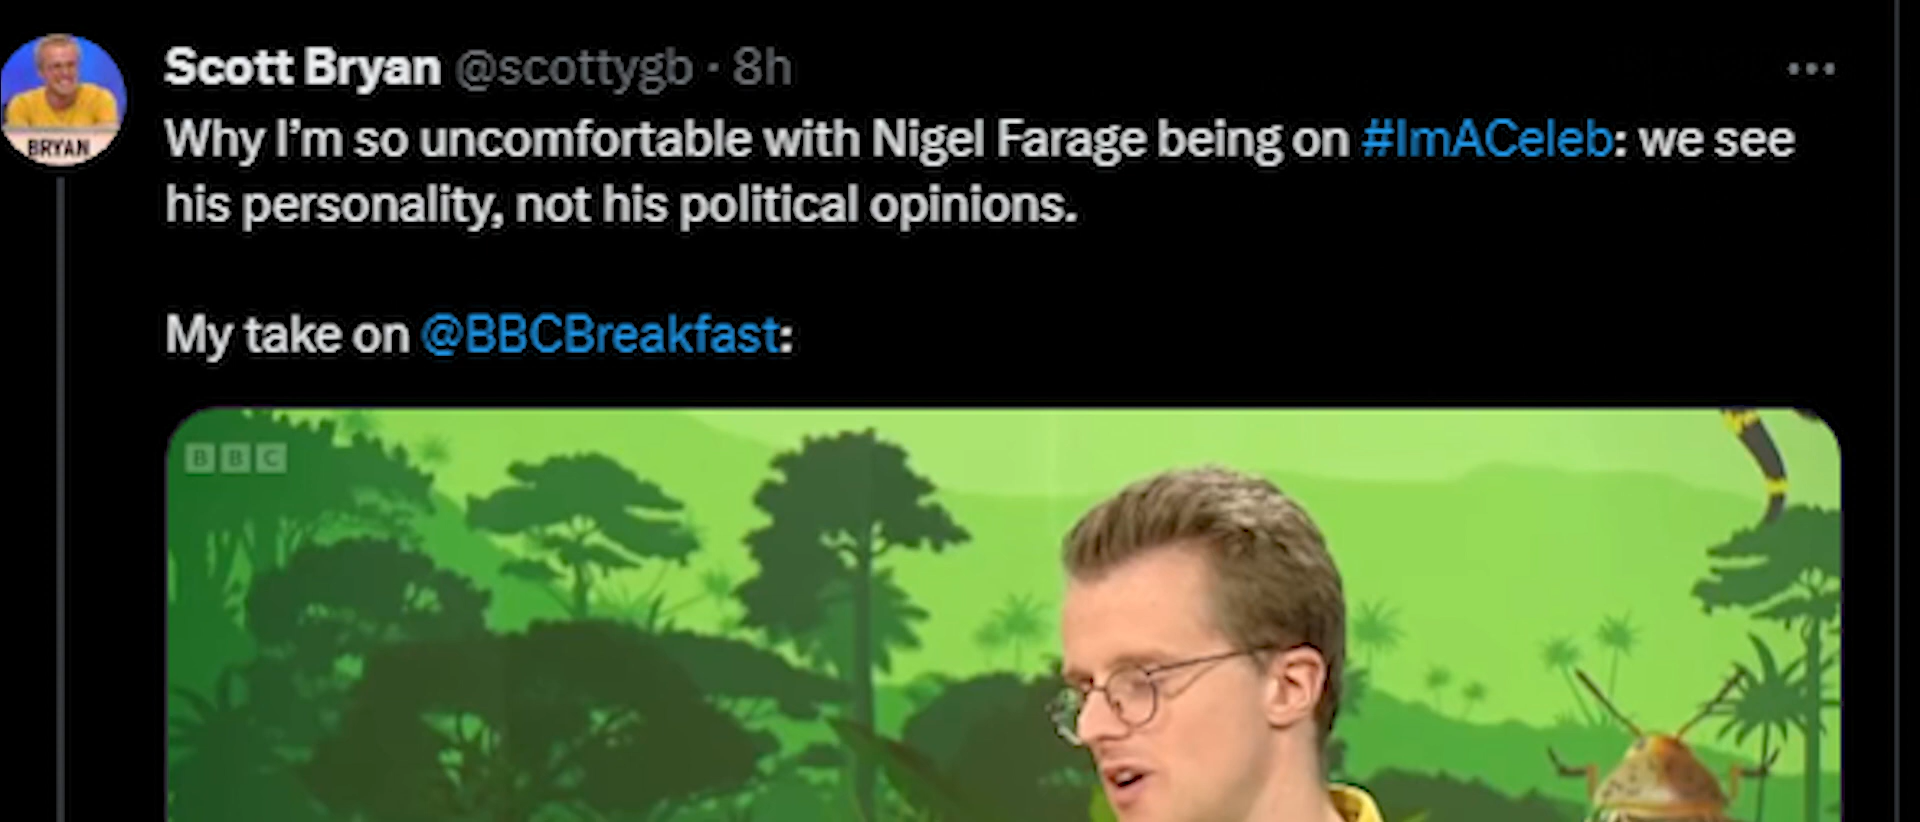 Scott Bryan @scottygb · 8h
Why I’m so uncomfortable with Nigel Farage being on #ImACeleb: we see
his personality, not his political opinions.
My take on @BBCBreakfast:
BRYAN
BBC